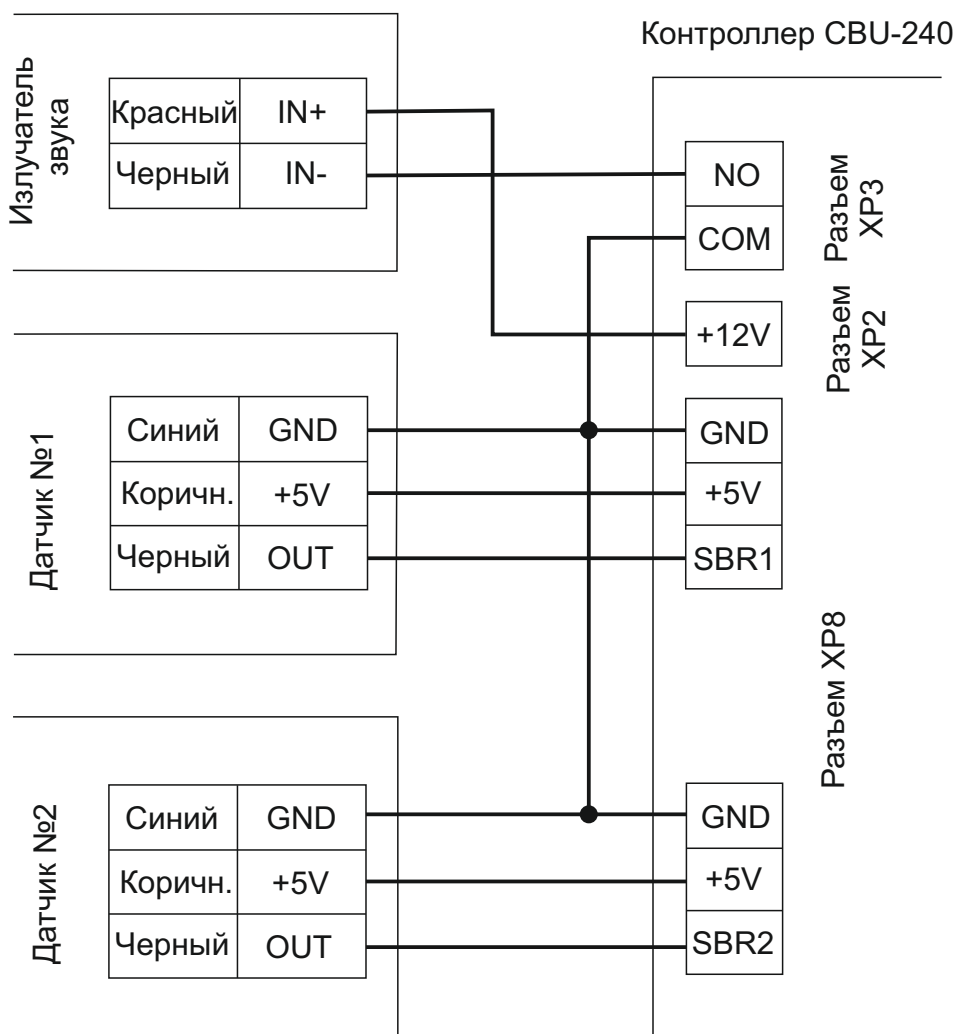 Контроллер CBU-240
Излучатель
звука
Красный IN+
Черный IN-
NO
COM
Разъем
XP3
+12V
Разъем
XP2
Датчик №1
Синий GND
Коричн. +5V
Черный OUT
GND
+5V
SBR1
Разъем XP8
Датчик №2
Синий GND
Коричн. +5V
Черный OUT
GND
+5V
SBR2